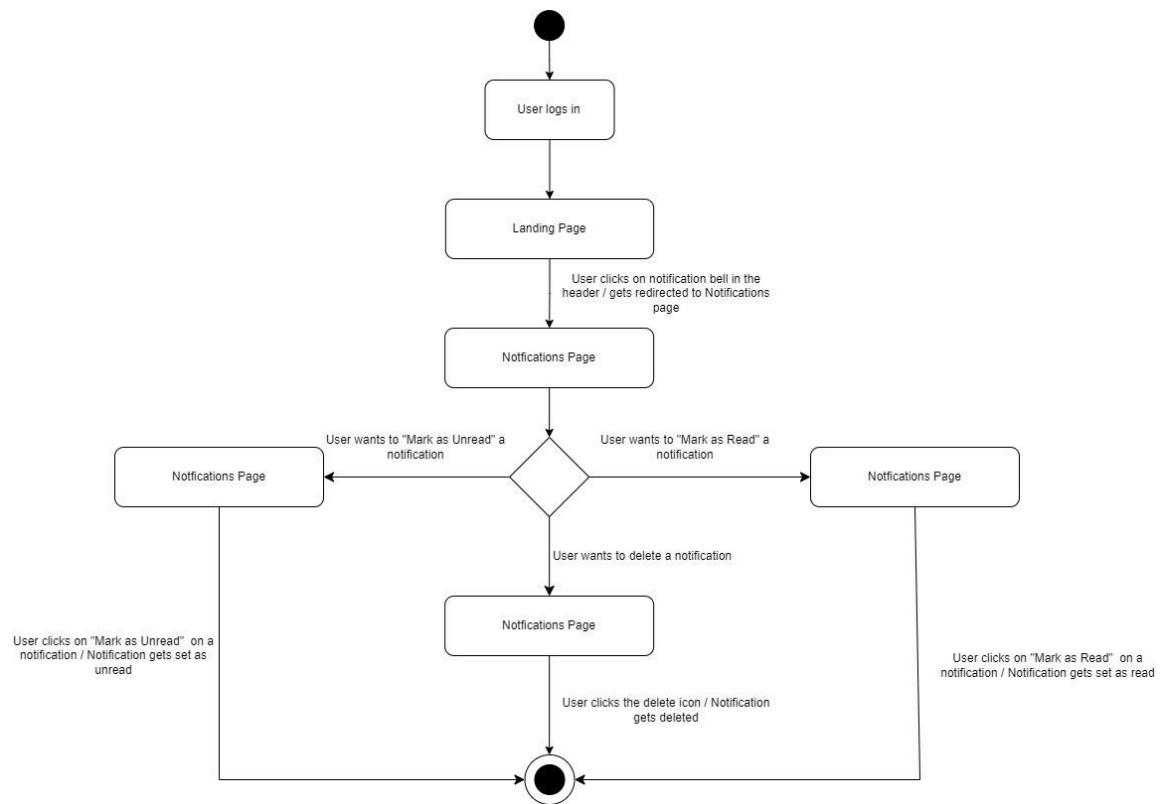 User logs in
Landing Page
User clicks on notification bell in the
header / gets redirected to Notifications
page
Notfications Page
User wants to "Mark as Unread" a
notification
User wants to "Mark as Read" a
notification
Notfications Page
Notfications Page
User wants to delete a notification
Notfications Page
User clicks on "Mark as Unread"  on a
notification / Notification gets set as
unread
User clicks on "Mark as Read"  on a
notification / Notification gets set as read
User clicks the delete icon / Notification
gets deleted